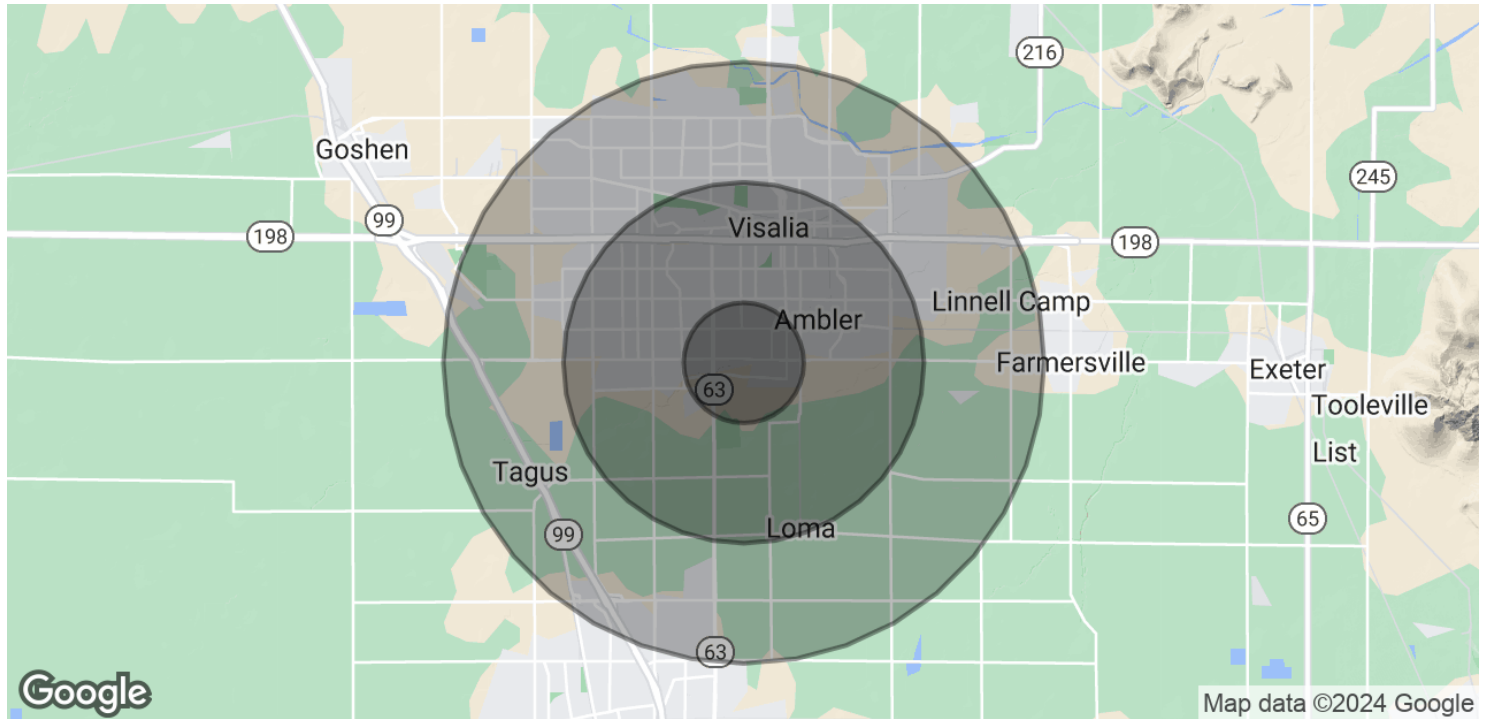 216
Goshen
245
99
Visalia
198
198
Linnell Camp
Ambler
Farmersville
Exeter
63
Tooleville
List
Tagus
65
Loma
99
63
Google
Map data ©2024 Google